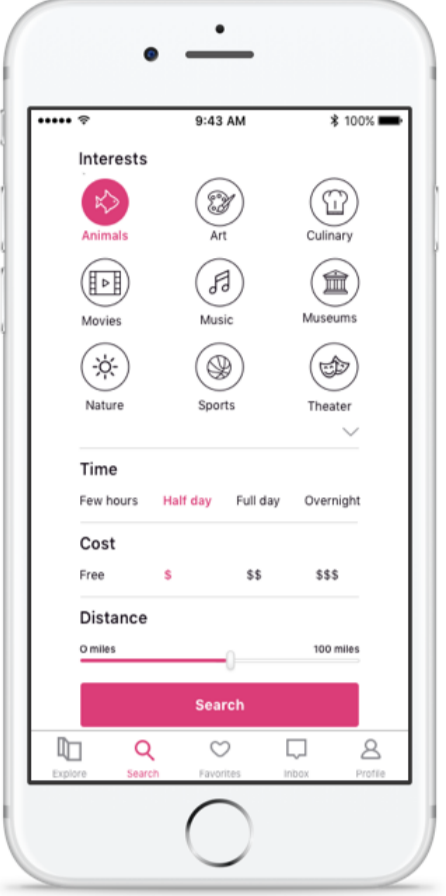 9:43 AM 100%
Interests
Animals Art Culinary
Movies Music Museums
Nature Sports Theater
Time
Few hours Half day Full day Overnight
Cost
Free $ $$ $$$
Distance
0 miles 100 miles
Search
Explore Search Favorites Inbox Profile